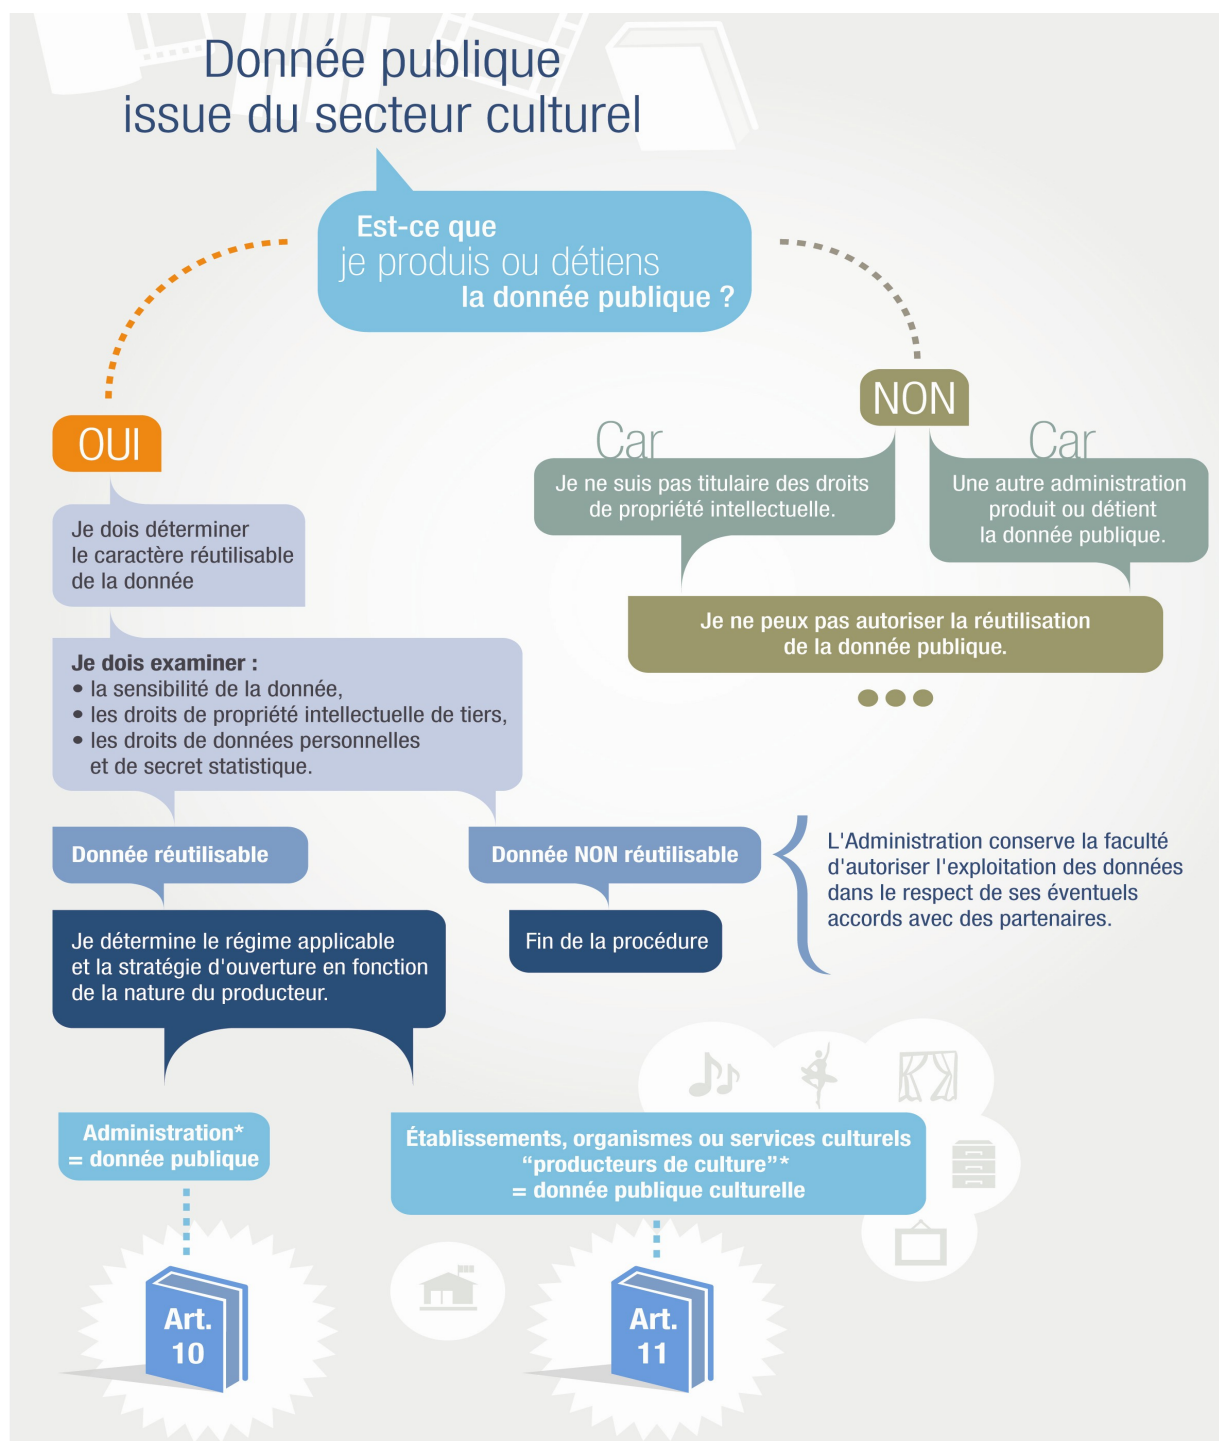 Donnée publique
issue du secteur culturel
Est-ce que
je produis ou détiens
la donnée publique ?
OUI
Je dois déterminer
le caractère réutilisable
de la donnée
Je dois examiner :
• la sensibilité de la donnée,
• les droits de propriété intellectuelle de tiers,
• les droits de données personnelles
et de secret statistique.
NON
Car
Je ne suis pas titulaire des droits
de propriété intellectuelle.
Car
Une autre administration
produit ou détient
la donnée publique.
Je ne peux pas autoriser la réutilisation
de la donnée publique.
Donnée réutilisable
Donnée NON réutilisable
L'Administration conserve la faculté
d'autoriser l'exploitation des données
dans le respect de ses éventuels
accords avec des partenaires.
Je détermine le régime applicable
et la stratégie d'ouverture en fonction
de la nature du producteur.
Fin de la procédure
Administration*
= donnée publique
Établissements, organismes ou services culturels
“producteurs de culture”*
= donnée publique culturelle
Art.
10
Art.
11